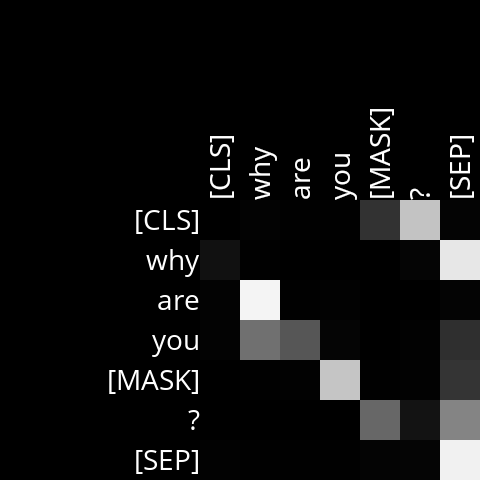 [CLS] why are you [MASK] ? [SEP]
[CLS]
why
are
you
[MASK]
?
[SEP]